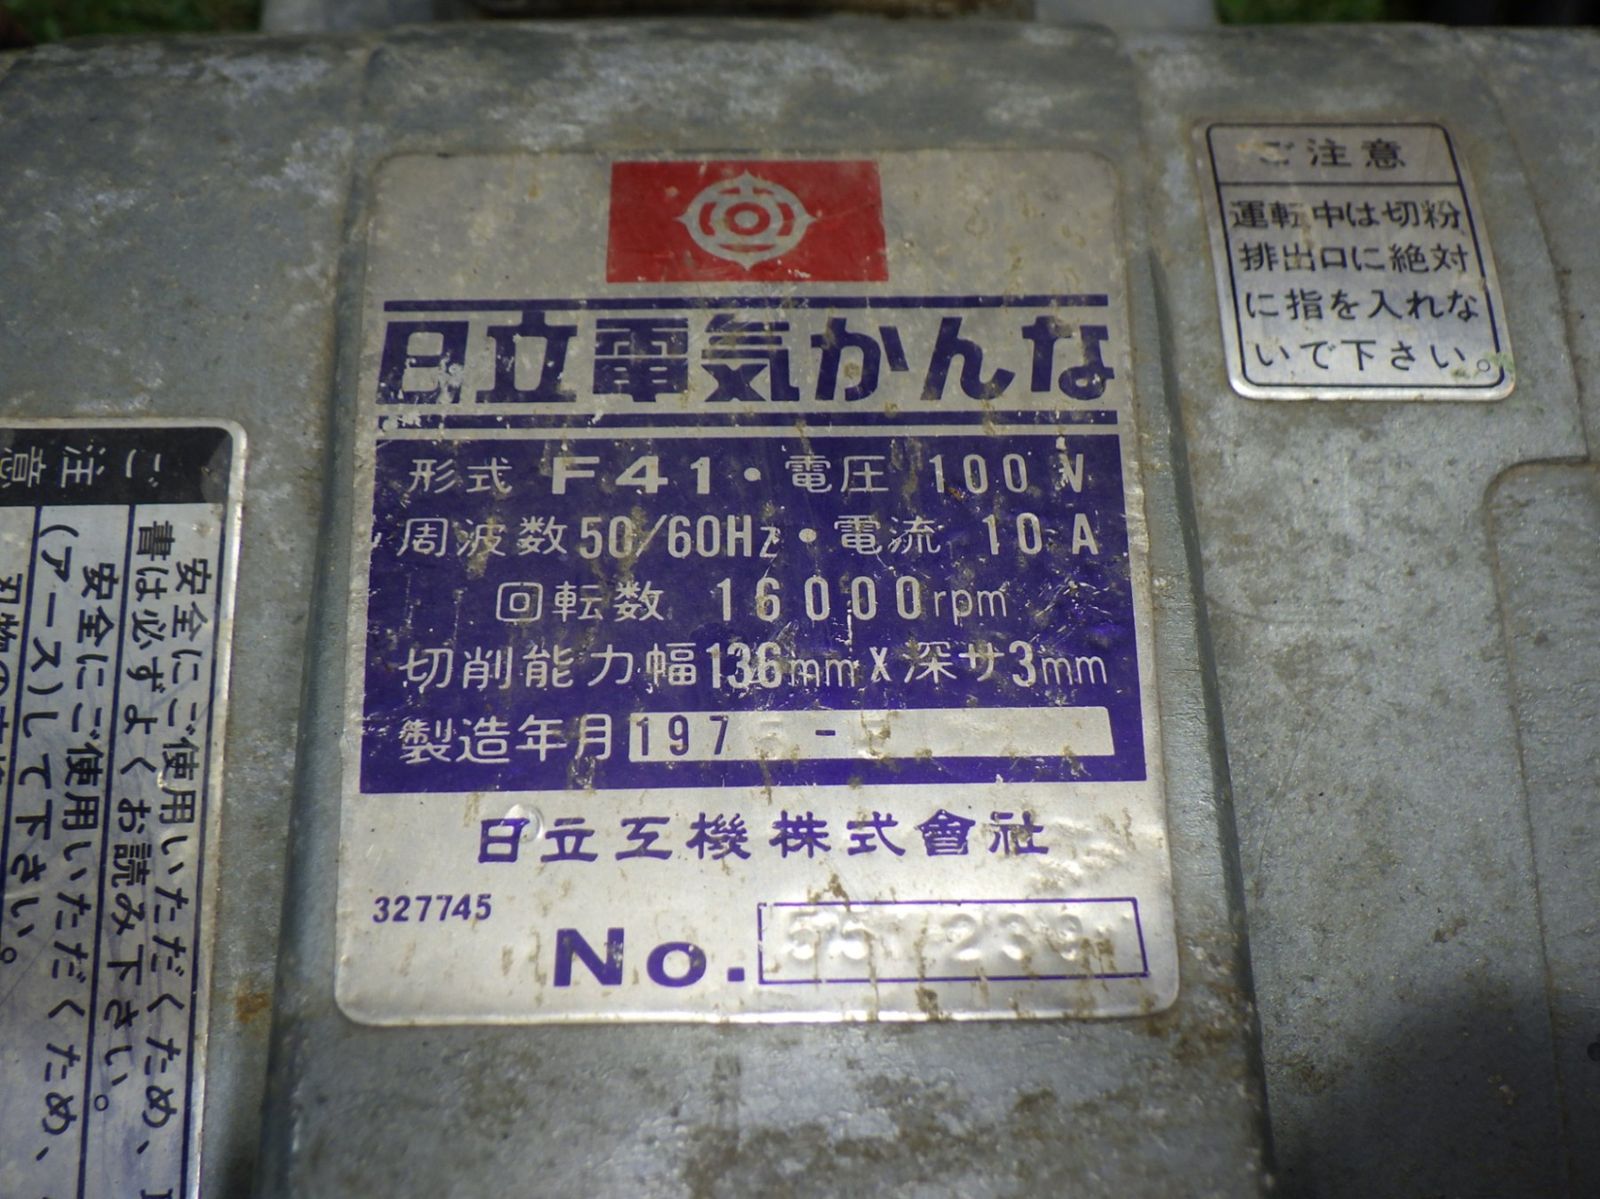 日立電気かんな
形式 F41・電圧 100 V
周波数50/60Hz・電流 10 A
回転数 16000rpm
切削能力幅136mm×深サ3mm
製造年月 197 -
日立工機株式會社
327745
No.
ご注意
運転中は切粉
排出口に絶対
に指を入れな
いで下さい。
ご注意
安全にご使用いただくため、
書は必ずよくお読み下さい。
安全にご使用いただくため、
(アース)して下さい。